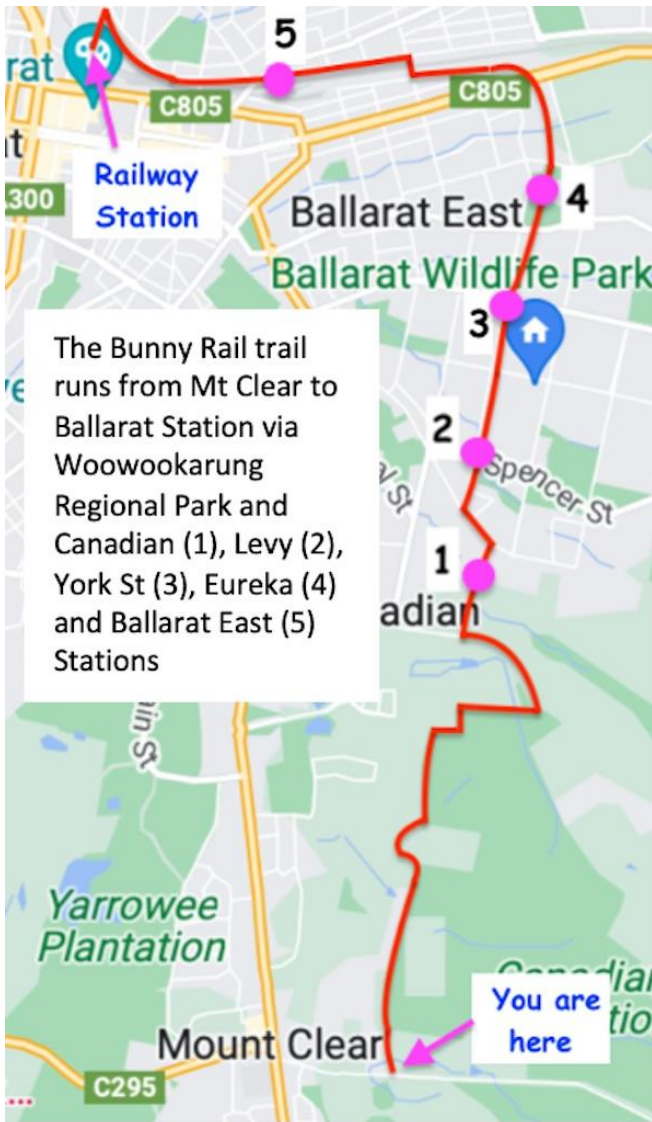 rat
5
C805
C805
t
Railway
Station
300
Ballarat East
4
Ballarat Wildlife Park
3
The Bunny Rail trail
runs from Mt Clear to
Ballarat Station via
Woowookarung
Regional Park and
Canadian (1), Levy (2),
York St (3), Eureka (4)
and Ballarat East (5)
Stations
2
Spencer St
St
1
adian
St
Yarrowee
Plantation
You are
here
Mount Clear
C295